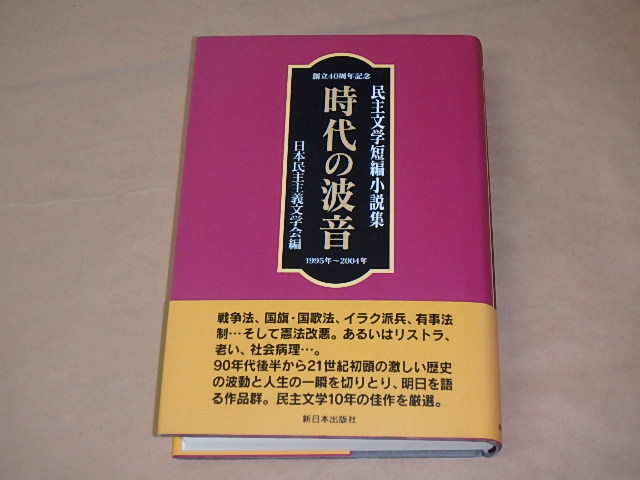 創立40周年記念
民主文学短編小説集
時代の波音
日本民主主義文学会編
1995年~2004年
戦争法、国旗・国歌法、イラク派兵、有事法
制…そして憲法改悪。あるいはリストラ、
老い、社会病理…。
90年代後半から21世紀初頭の激しい歴史
の波動と人生の一瞬を切りとり、明日を語
る作品群。民主文学10年の佳作を厳選。
新日本出版社